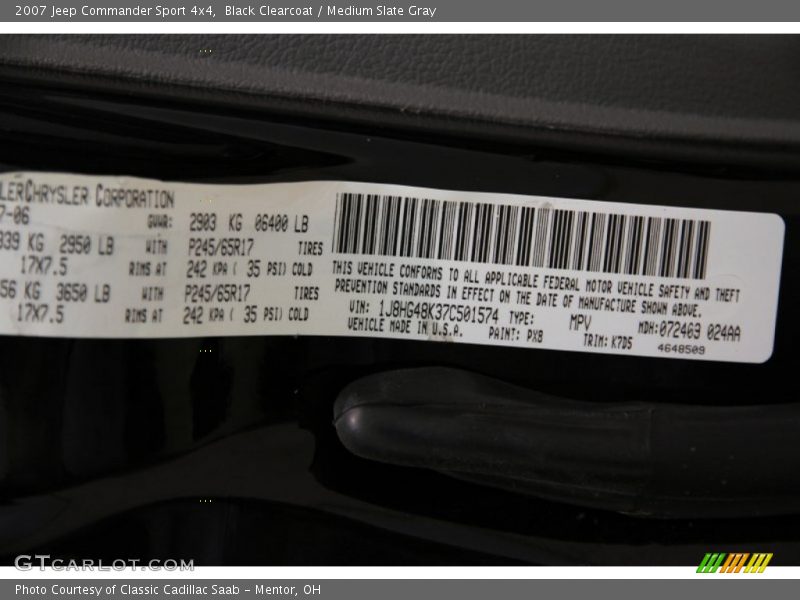 2007 Jeep Commander Sport 4x4,  Black Clearcoat / Medium Slate Gray
LERCHRYSLER CORPORATION
7-06 GVWR: 2903 KG 06400 LB
339 KG 2950 LB WITH P245/65R17 TIRES
17X7.5 RIMS AT 242 KPA ( 35 PSI) COLD
56 KG 3650 LB WITH P245/65R17 TIRES
17X7.5 RIMS AT 242 KPA ( 35 PSI) COLD
THIS VEHICLE CONFORMS TO ALL APPLICABLE FEDERAL MOTOR VEHICLE SAFETY AND THEFT
PREVENTION STANDARDS IN EFFECT ON THE DATE OF MANUFACTURE SHOWN ABOVE.
VIN: 1J8HG48K37C501574 TYPE: MPV MDH:072463 024AA
VEHICLE MADE IN U.S.A. PAINT: PX8 TRIM: K7D5 4648509
GTCARLOT.COM
Photo Courtesy of Classic Cadillac Saab - Mentor, OH